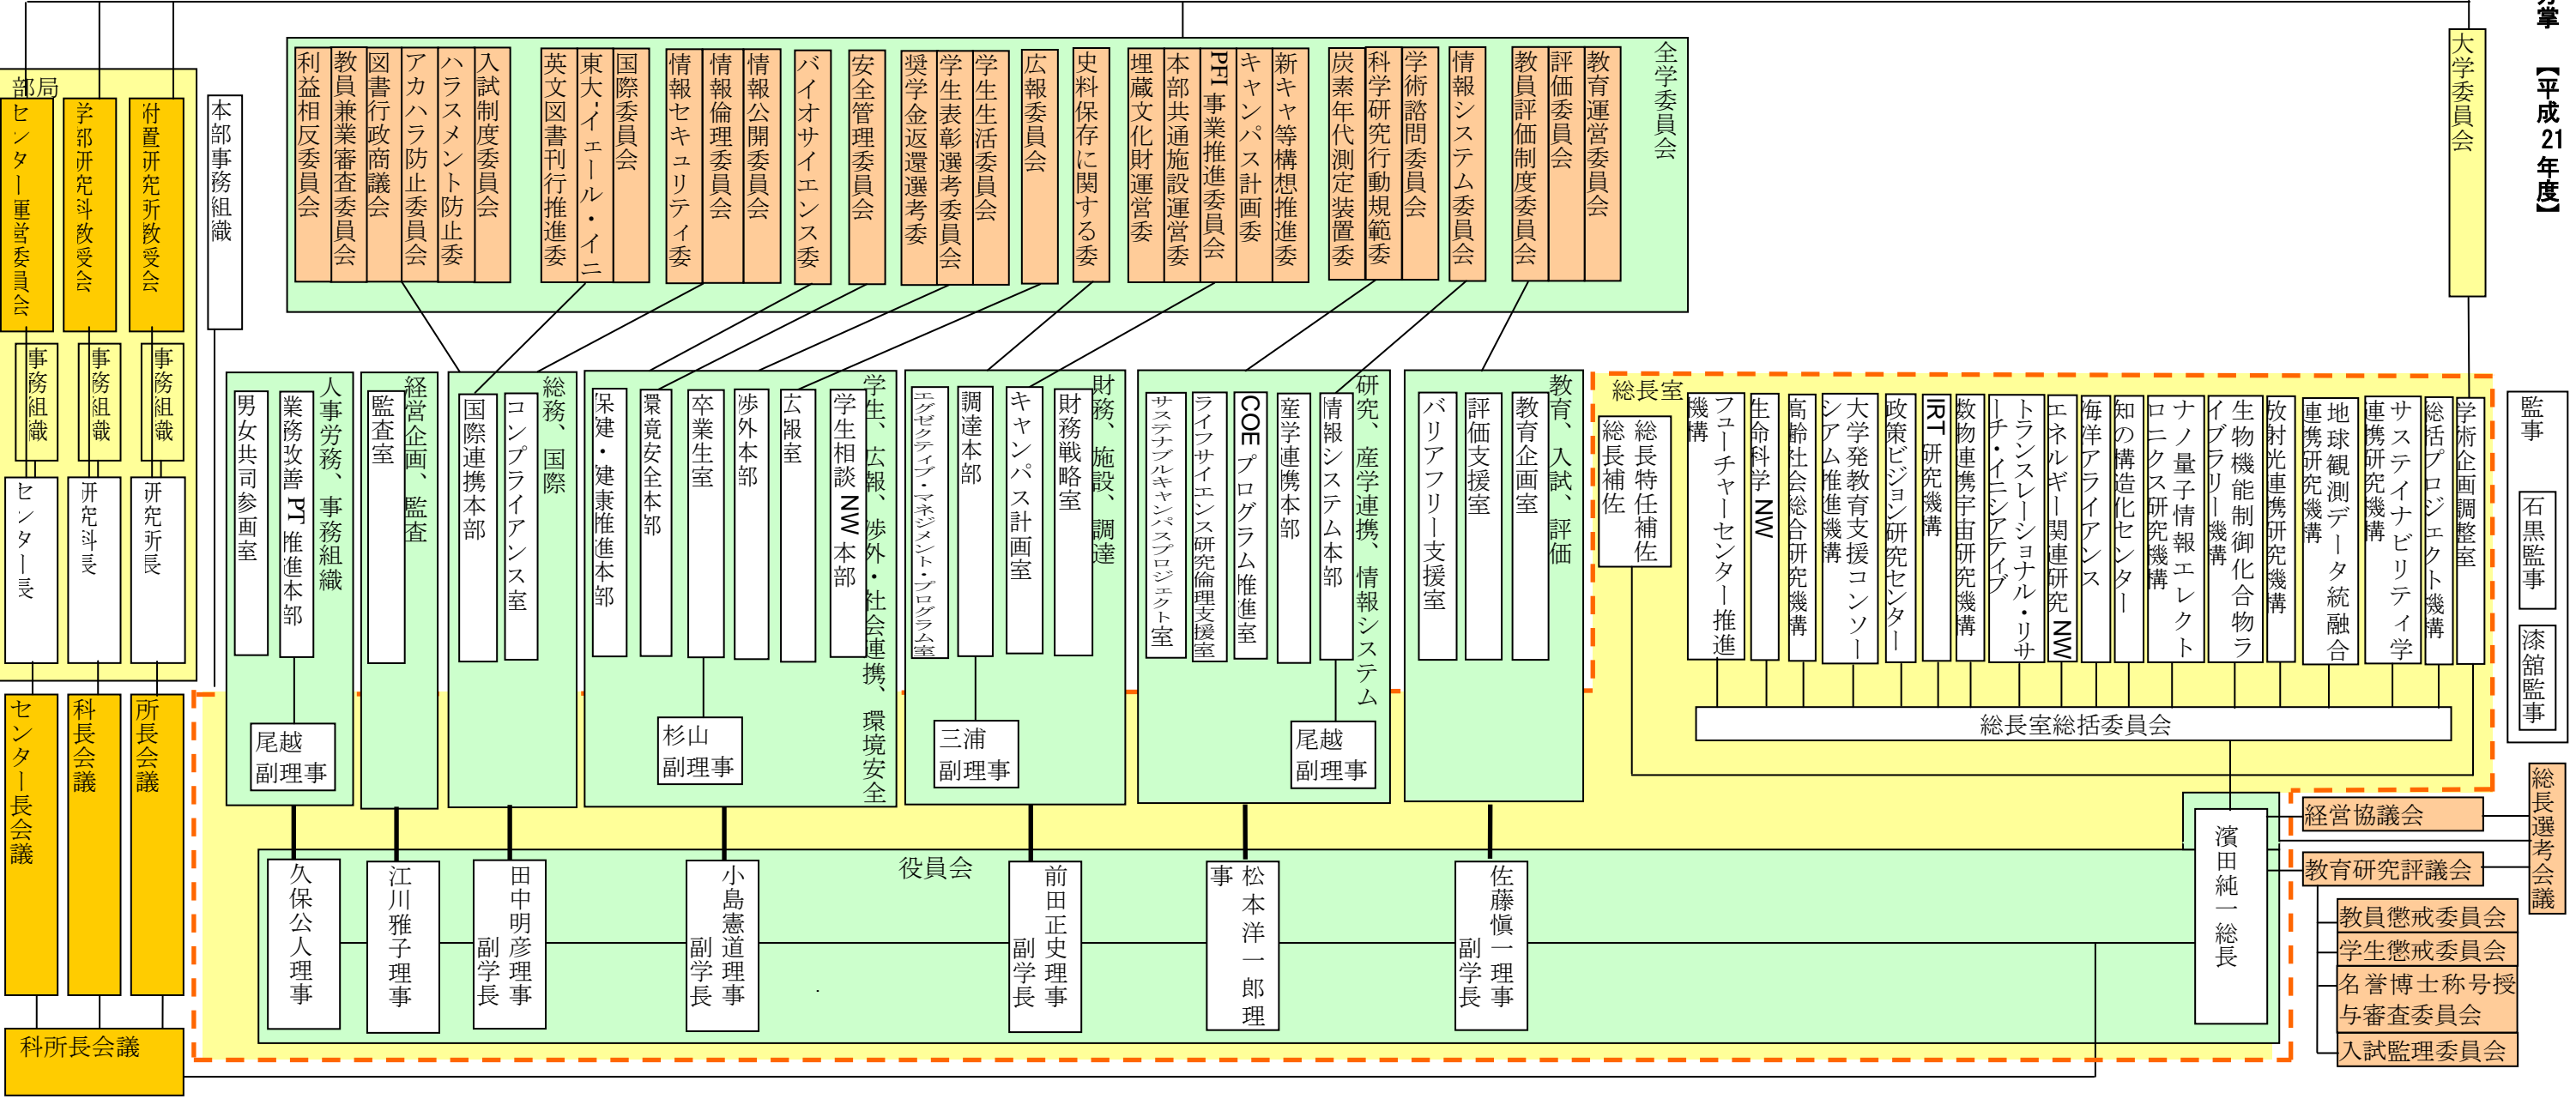 分掌 【平成 21 年度】
大学委員会
全学委員会
教育運営委員会
評価委員会
教員評価制度委員会
情報システム委員会
学術諮問委員会
科学研究行動規範委
炭素年代測定装置委
新キャ等構想推進委
キャンパス計画委
PFI 事業推進委員会
本部共通施設運営委
埋蔵文化財運営委
史料保存に関する委
広報委員会
学生生活委員会
学生表彰選考委員会
奨学金返還選考委
安全管理委員会
バイオサイエンス委
情報公開委員会
情報倫理委員会
情報セキュリティ委
国際委員会
東大-イェール・イニ
英文図書刊行推進委
入試制度委員会
ハラスメント防止委
アカハラ防止委員会
図書行政商議会
教員兼業審査委員会
利益相反委員会
本部事務組織
部局
附置研究所教授会
学部研究科教授会
センター運営委員会
事務組織
事務組織
事務組織
研究所長
研究科長
センター長
所長会議
科長会議
センター長会議
科所長会議
監事
石黒監事
漆舘監事
総長室
学術企画調整室
総括プロジェクト機構
サステイナビリティ学
連携研究機構
地球観測データ統融合
連携研究機構
放射光連携研究機構
生物機能制御化合物ラ
イブラリー機構
ナノ量子情報エレクト
ロニクス研究機構
知の構造化センター
海洋アライアンス
エネルギー関連研究 NW
トランスレーショナル・リサ
ーチ・イニシアティブ
数物連携宇宙研究機構
IRT 研究機構
政策ビジョン研究センター
大学発教育支援コンソー
シアム推進機構
高齢社会総合研究機構
生命科学 NW
フューチャーセンター推進
機構
総長特任補佐
総長補佐
総長室総括委員会
教育、入試、評価
教育企画室
評価支援室
バリアフリー支援室
研究、産学連携、情報システム
情報システム本部
産学連携本部
COE プログラム推進室
ライフサイエンス研究倫理支援室
サステナブルキャンパスプロジェクト室
尾越
副理事
財務、施設、調達
財務戦略室
キャンパス計画室
調達本部
エグゼクティブ・マネジメント・プログラム室
三浦
副理事
学生、広報、渉外・社会連携、環境安全
学生相談 NW 本部
広報室
渉外本部
卒業生室
環境安全本部
保健・健康推進本部
杉山
副理事
総務、国際
コンプライアンス室
国際連携本部
経営企画、監査
監査室
人事労務、事務組織
業務改善 PT 推進本部
男女共同参画室
尾越
副理事
役員会
濱田純一総長
佐藤愼一理事
副学長
松本洋一郎理
事
前田正史理事
副学長
小島憲道理事
副学長
田中明彦理事
副学長
江川雅子理事
久保公人理事
総長選考会議
経営協議会
教育研究評議会
教員懲戒委員会
学生懲戒委員会
名誉博士称号授
与審査委員会
入試監理委員会